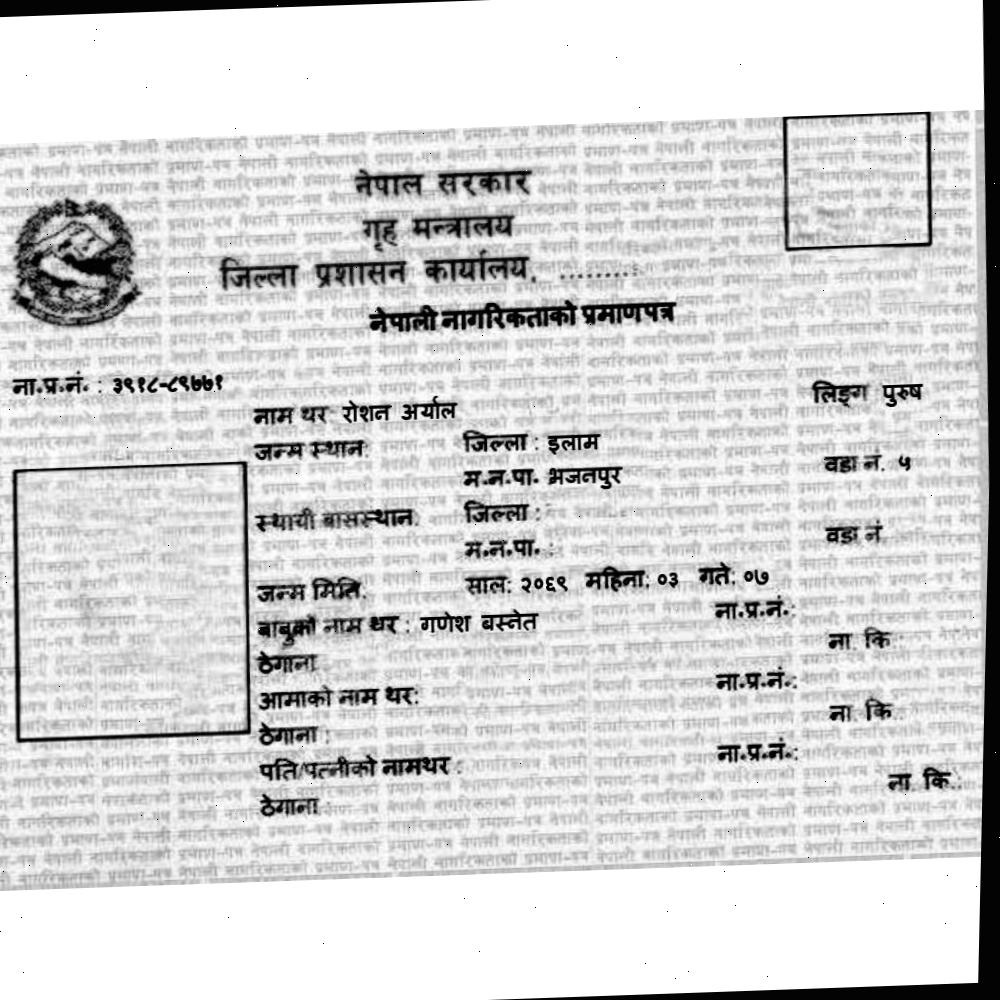 नेपाल सरकार
गृह मन्त्रालय
जिल्ला प्रशासन कार्यालय, .........
नेपाली नागरिकताको प्रमाणपत्र
ना.प्र.नं. : ३९१८-८९७७१
लिङ्ग पुरुष
नाम थर: रोशन अर्याल
जन्म स्थान: जिल्ला : इलाम
म.न.पा. भजनपुर वडा नं. ५
स्थायी बासस्थान: जिल्ला :
म.न.पा. : वडा नं.
जन्म मिति: साल: २०६९ महिना: ०३ गते: ०७
बाबुको नाम थर : गणेश बस्नेत ना.प्र.नं.:
ठेगाना ना. कि.
आमाको नाम थर: ना.प्र.नं.:
ठेगाना : ना. कि.
पति/पत्नीको नामथर : ना.प्र.नं.:
ठेगाना : ना. कि.: